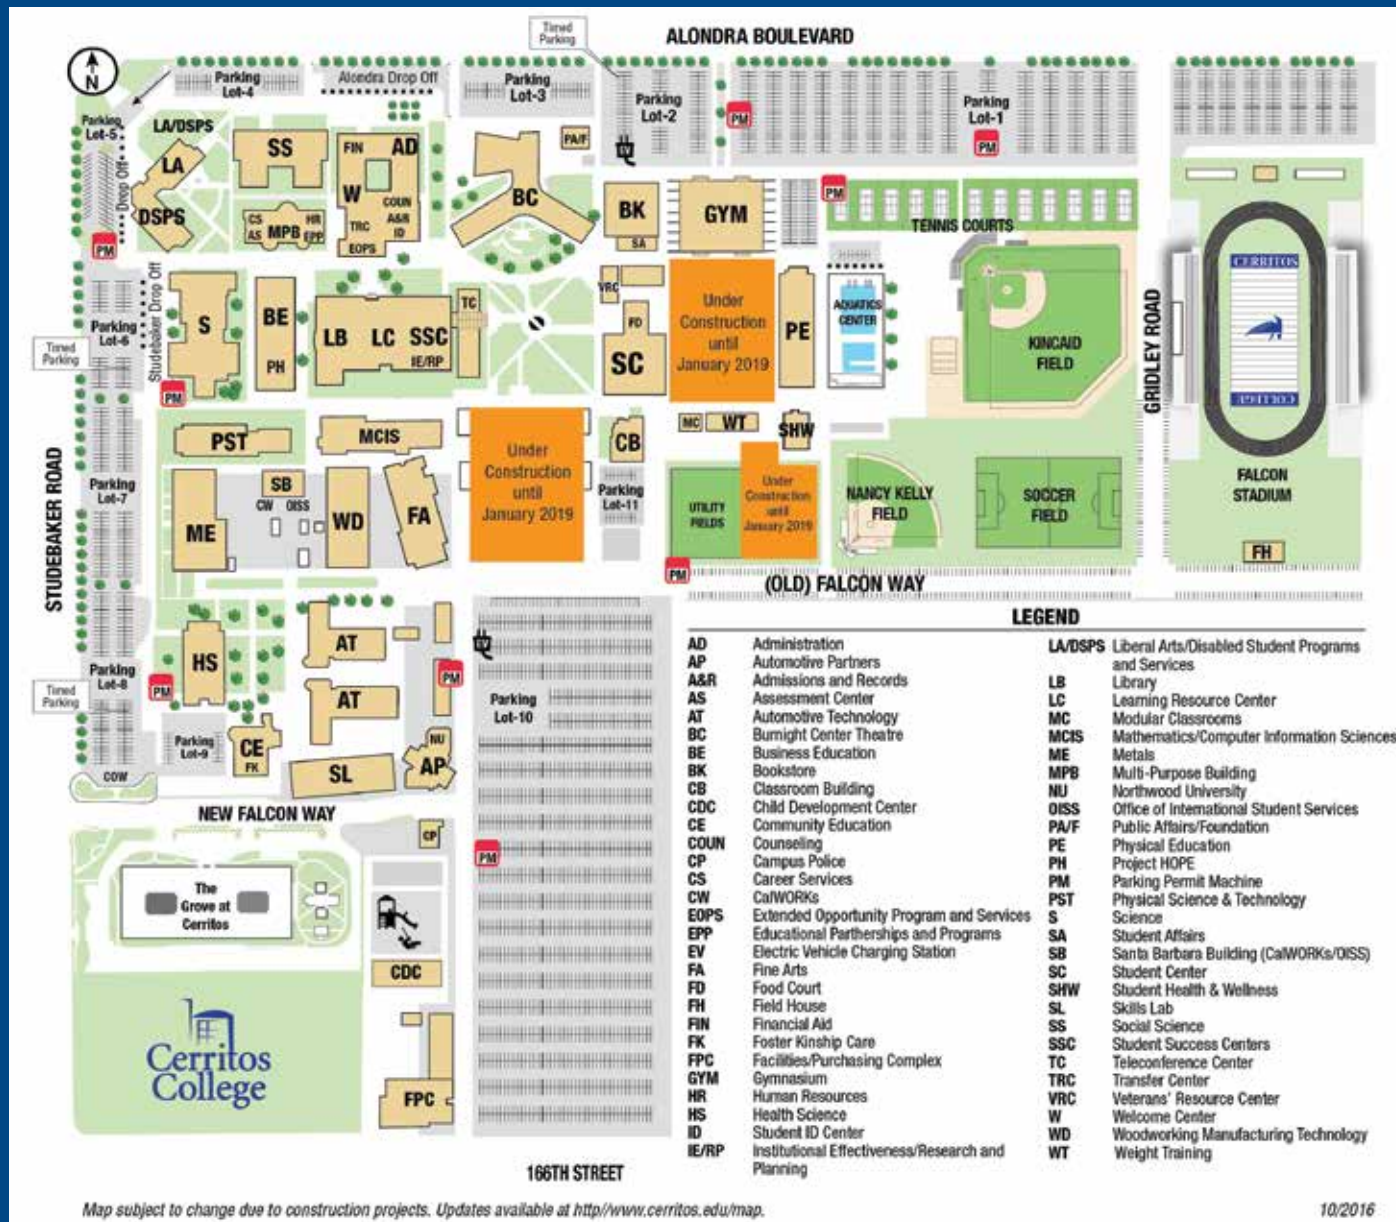 Timed
Parking
ALONDRA BOULEVARD
N
Parking
Lot-4
Alondra Drop Off
Parking
Lot-3
Parking
Lot-2
Parking
Lot-1
PM
PM
EV
Parking
Lot-5
LA/DSPS
LA
DSPS
Drop Off
PM
SS
FIN
AD
W
COUN
A&R
ID
TRC
EOPS
CS
AS
MPB
HR
EPP
BC
PA/F
BK
SA
GYM
PM
TENNIS COURTS
CERRITOS
COLLEGE
GRIDLEY ROAD
Studebaker Drop Off
Parking
Lot-6
Timed
Parking
S
PM
BE
PH
LB
LC
SSC
IE/RP
TC
VRC
FD
SC
Under
Construction
until
January 2019
PE
AQUATICS
CENTER
KINCAID
FIELD
STUDEBAKER ROAD
Parking
Lot-7
PST
MCIS
SB
CW
OISS
ME
WD
FA
Under
Construction
until
January 2019
CB
Parking
Lot-11
MC
WT
SHW
UTILITY
FIELDS
Under
Construction
until
January 2019
NANCY KELLY
FIELD
SOCCER
FIELD
FALCON
STADIUM
FH
PM
(OLD) FALCON WAY
HS
PM
Parking
Lot-8
Timed
Parking
AT
AT
PM
EV
Parking
Lot-10
Parking
Lot-9
CE
FK
SL
NU
AP
COW
NEW FALCON WAY
CP
The
Grove at
Cerritos
PM
CDC
Cerritos
College
FPC
166TH STREET
LEGEND
AD Administration
AP Automotive Partners
A&R Admissions and Records
AS Assessment Center
AT Automotive Technology
BC Burnight Center Theatre
BE Business Education
BK Bookstore
CB Classroom Building
CDC Child Development Center
CE Community Education
COUN Counseling
CP Campus Police
CS Career Services
CW CalWORKs
EOPS Extended Opportunity Program and Services
EPP Educational Partherships and Programs
EV Electric Vehicle Charging Station
FA Fine Arts
FD Food Court
FH Field House
FIN Financial Aid
FK Foster Kinship Care
FPC Facilities/Purchasing Complex
GYM Gymnasium
HR Human Resources
HS Health Science
ID Student ID Center
IE/RP Institutional Effectiveness/Research and
Planning
LA/DSPS Liberal Arts/Disabled Student Programs
and Services
LB Library
LC Learning Resource Center
MC Modular Classrooms
MCIS Mathematics/Computer Information Sciences
ME Metals
MPB Multi-Purpose Building
NU Northwood University
OISS Office of International Student Services
PA/F Public Affairs/Foundation
PE Physical Education
PH Project HOPE
PM Parking Permit Machine
PST Physical Science & Technology
S Science
SA Student Affairs
SB Santa Barbara Building (CalWORKs/OISS)
SC Student Center
SHW Student Health & Wellness
SL Skills Lab
SS Social Science
SSC Student Success Centers
TC Teleconference Center
TRC Transfer Center
VRC Veterans' Resource Center
W Welcome Center
WD Woodworking Manufacturing Technology
WT Weight Training
Map subject to change due to construction projects. Updates available at http//www.cerritos.edu/map.
10/2016